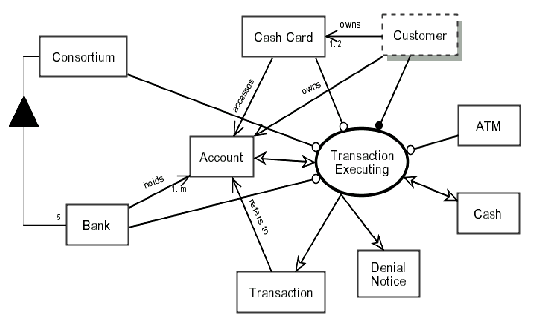 owns
Cash Card
Customer
1..2
Consortium
accesses
owns
ATM
Account
Transaction
Executing
holds
1..m
Cash
5
Bank
refers to
Denial
Notice
Transaction